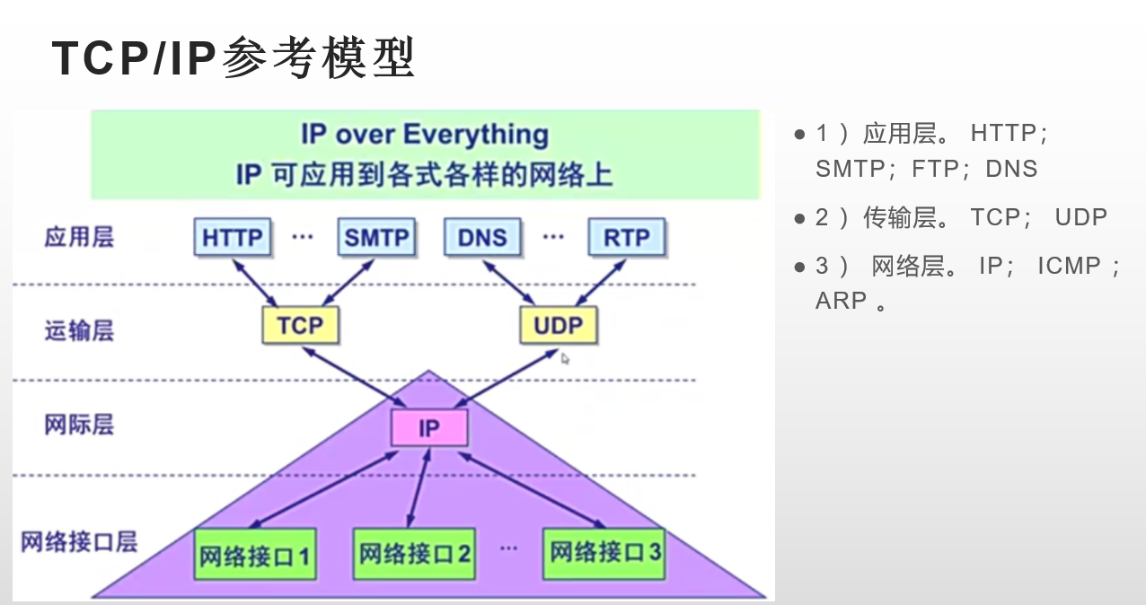 TCP/IP参考模型
IP over Everything
IP 可应用到各式各样的网络上
应用层 HTTP … SMTP DNS … RTP
运输层 TCP UDP
网际层 IP
网络接口层 网络接口1 网络接口2 … 网络接口3
● 1 ）应用层。 HTTP；
SMTP；FTP；DNS
● 2 ）传输层。 TCP； UDP
● 3 ） 网络层。 IP； ICMP ；
ARP 。